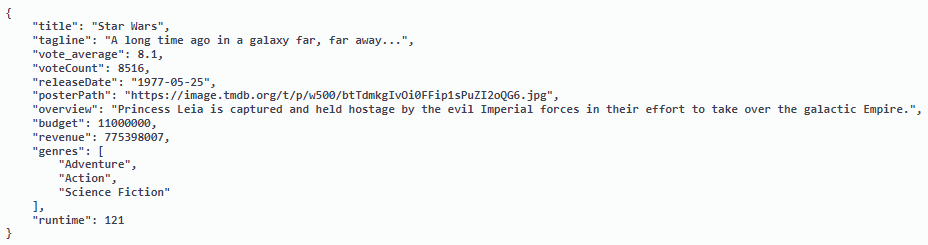 {
    "title": "Star Wars",
    "tagline": "A long time ago in a galaxy far, far away...",
    "vote_average": 8.1,
    "voteCount": 8516,
    "releaseDate": "1977-05-25",
    "posterPath": "https://image.tmdb.org/t/p/w500/btTdmkgIvOi0FFip1sPuZI2oQG6.jpg",
    "overview": "Princess Leia is captured and held hostage by the evil Imperial forces in their effort to take over the galactic Empire.",
    "budget": 11000000,
    "revenue": 775398007,
    "genres": [
        "Adventure",
        "Action",
        "Science Fiction"
    ],
    "runtime": 121
}